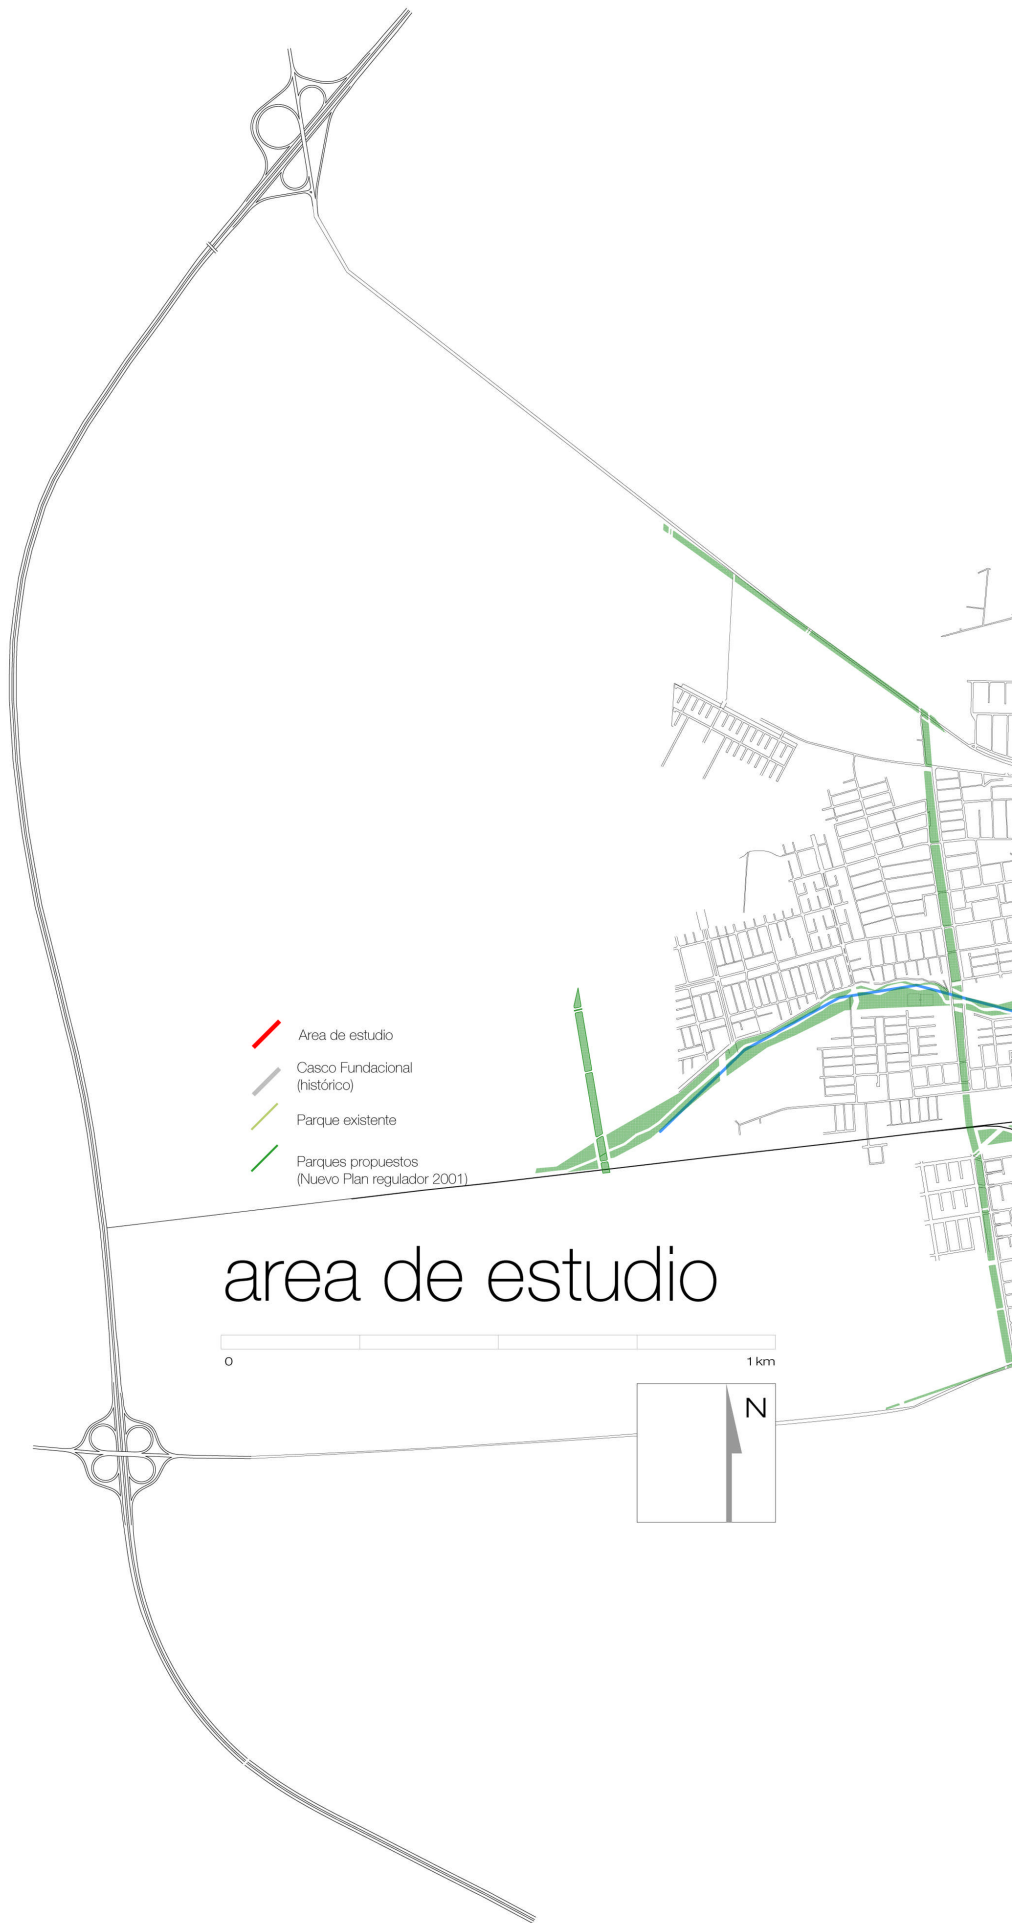 Area de estudio
Casco Fundacional
(histórico)
Parque existente
Parques propuestos
(Nuevo Plan regulador 2001)
area de estudio
0
1 km
N